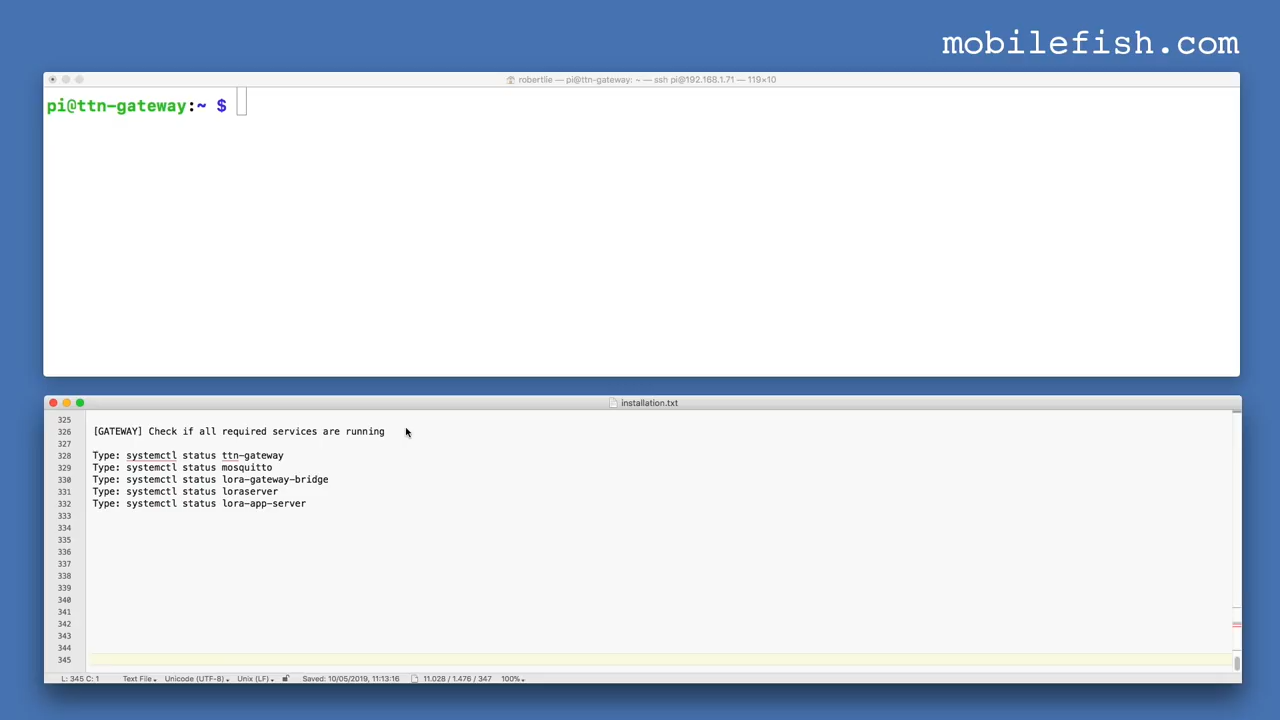 mobilefish.com
robertlie — pi@ttn-gateway: ~ — ssh pi@192.168.1.71 — 119×10
pi@ttn-gateway:~ $
installation.txt
325
326 [GATEWAY] Check if all required services are running
327
328 Type: systemctl status ttn-gateway
329 Type: systemctl status mosquitto
330 Type: systemctl status lora-gateway-bridge
331 Type: systemctl status loraserver
332 Type: systemctl status lora-app-server
333
334
335
336
337
338
339
340
341
342
343
344
345
L: 345 C: 1 Text File Unicode (UTF-8) Unix (LF) Saved: 10/05/2019, 11:13:16 11.028 / 1.476 / 347 100%